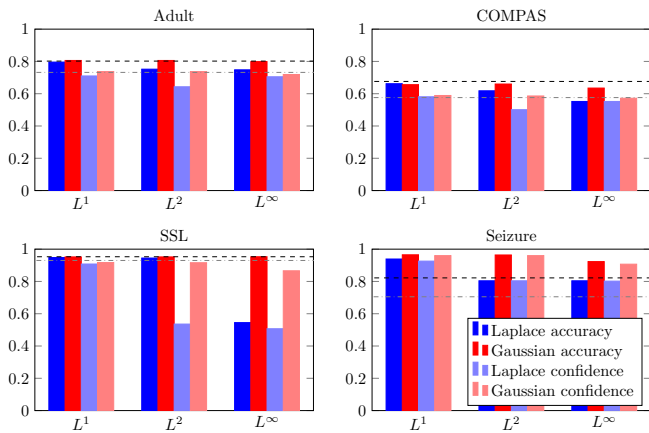 Adult
1
0.8
0.6
0.4
0.2
0
L¹ L² L∞
COMPAS
1
0.8
0.6
0.4
0.2
0
L¹ L² L∞
SSL
1
0.8
0.6
0.4
0.2
0
L¹ L² L∞
Seizure
1
0.8
0.6
0.4
0.2
0
L¹ L² L∞
Laplace accuracy
Gaussian accuracy
Laplace confidence
Gaussian confidence